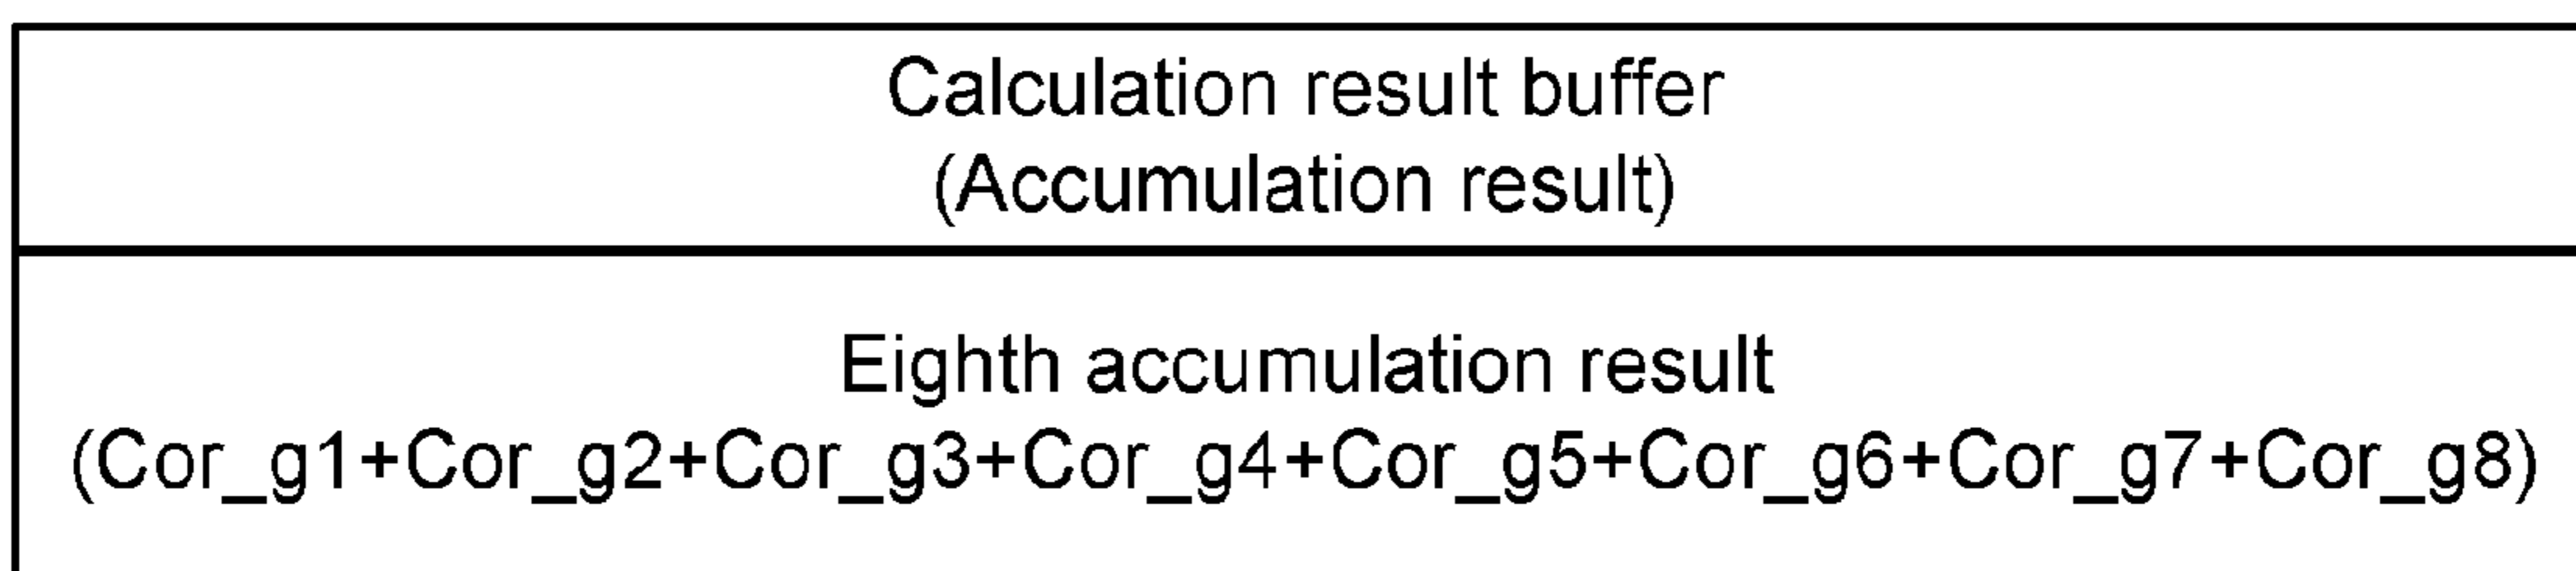 Calculation result buffer
(Accumulation result)
Eighth accumulation result
(Cor_g1+Cor_g2+Cor_g3+Cor_g4+Cor_g5+Cor_g6+Cor_g7+Cor_g8)